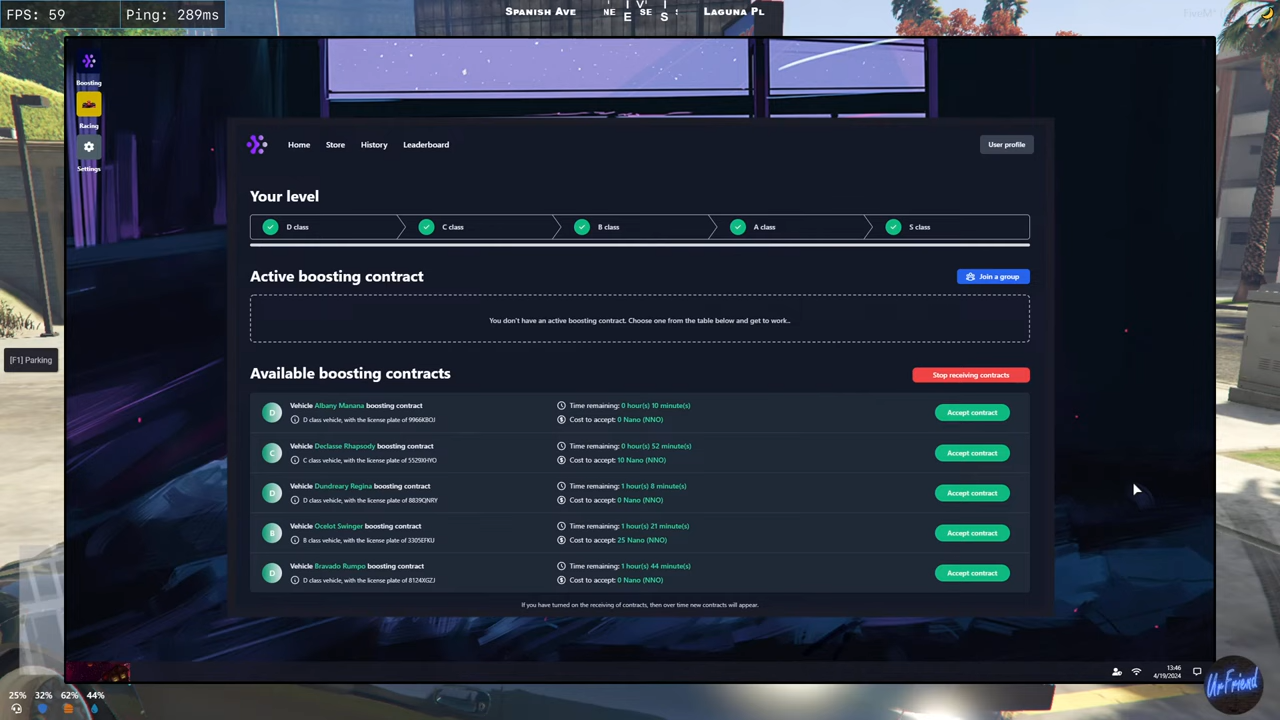 FPS: 59
Ping: 289ms
SPANISH AVE
NE
SE
LAGUNA PL
Boosting
Racing
Settings
Home
Store
History
Leaderboard
User profile
Your level
D class
C class
B class
A class
S class
Active boosting contract
Join a group
You don't have an active boosting contract. Choose one from the table below and get to work..
[F1] Parking
Available boosting contracts
Stop receiving contracts
D
Vehicle Albany Manana boosting contract
D class vehicle, with the license plate of 9966KBOJ
Time remaining: 0 hour(s) 10 minute(s)
Cost to accept: 0 Nano (NNO)
Accept contract
C
Vehicle Declasse Rhapsody boosting contract
C class vehicle, with the license plate of 5529XHYO
Time remaining: 0 hour(s) 52 minute(s)
Cost to accept: 10 Nano (NNO)
Accept contract
D
Vehicle Dundreary Regina boosting contract
D class vehicle, with the license plate of 8839QNRY
Time remaining: 1 hour(s) 8 minute(s)
Cost to accept: 0 Nano (NNO)
Accept contract
B
Vehicle Ocelot Swinger boosting contract
B class vehicle, with the license plate of 3305EFKU
Time remaining: 1 hour(s) 21 minute(s)
Cost to accept: 25 Nano (NNO)
Accept contract
D
Vehicle Bravado Rumpo boosting contract
D class vehicle, with the license plate of 8124XGZJ
Time remaining: 1 hour(s) 44 minute(s)
Cost to accept: 0 Nano (NNO)
Accept contract
If you have turned on the receiving of contracts, then over time new contracts will appear.
13:46
4/19/2024
25% 32% 62% 44%
UrFriend